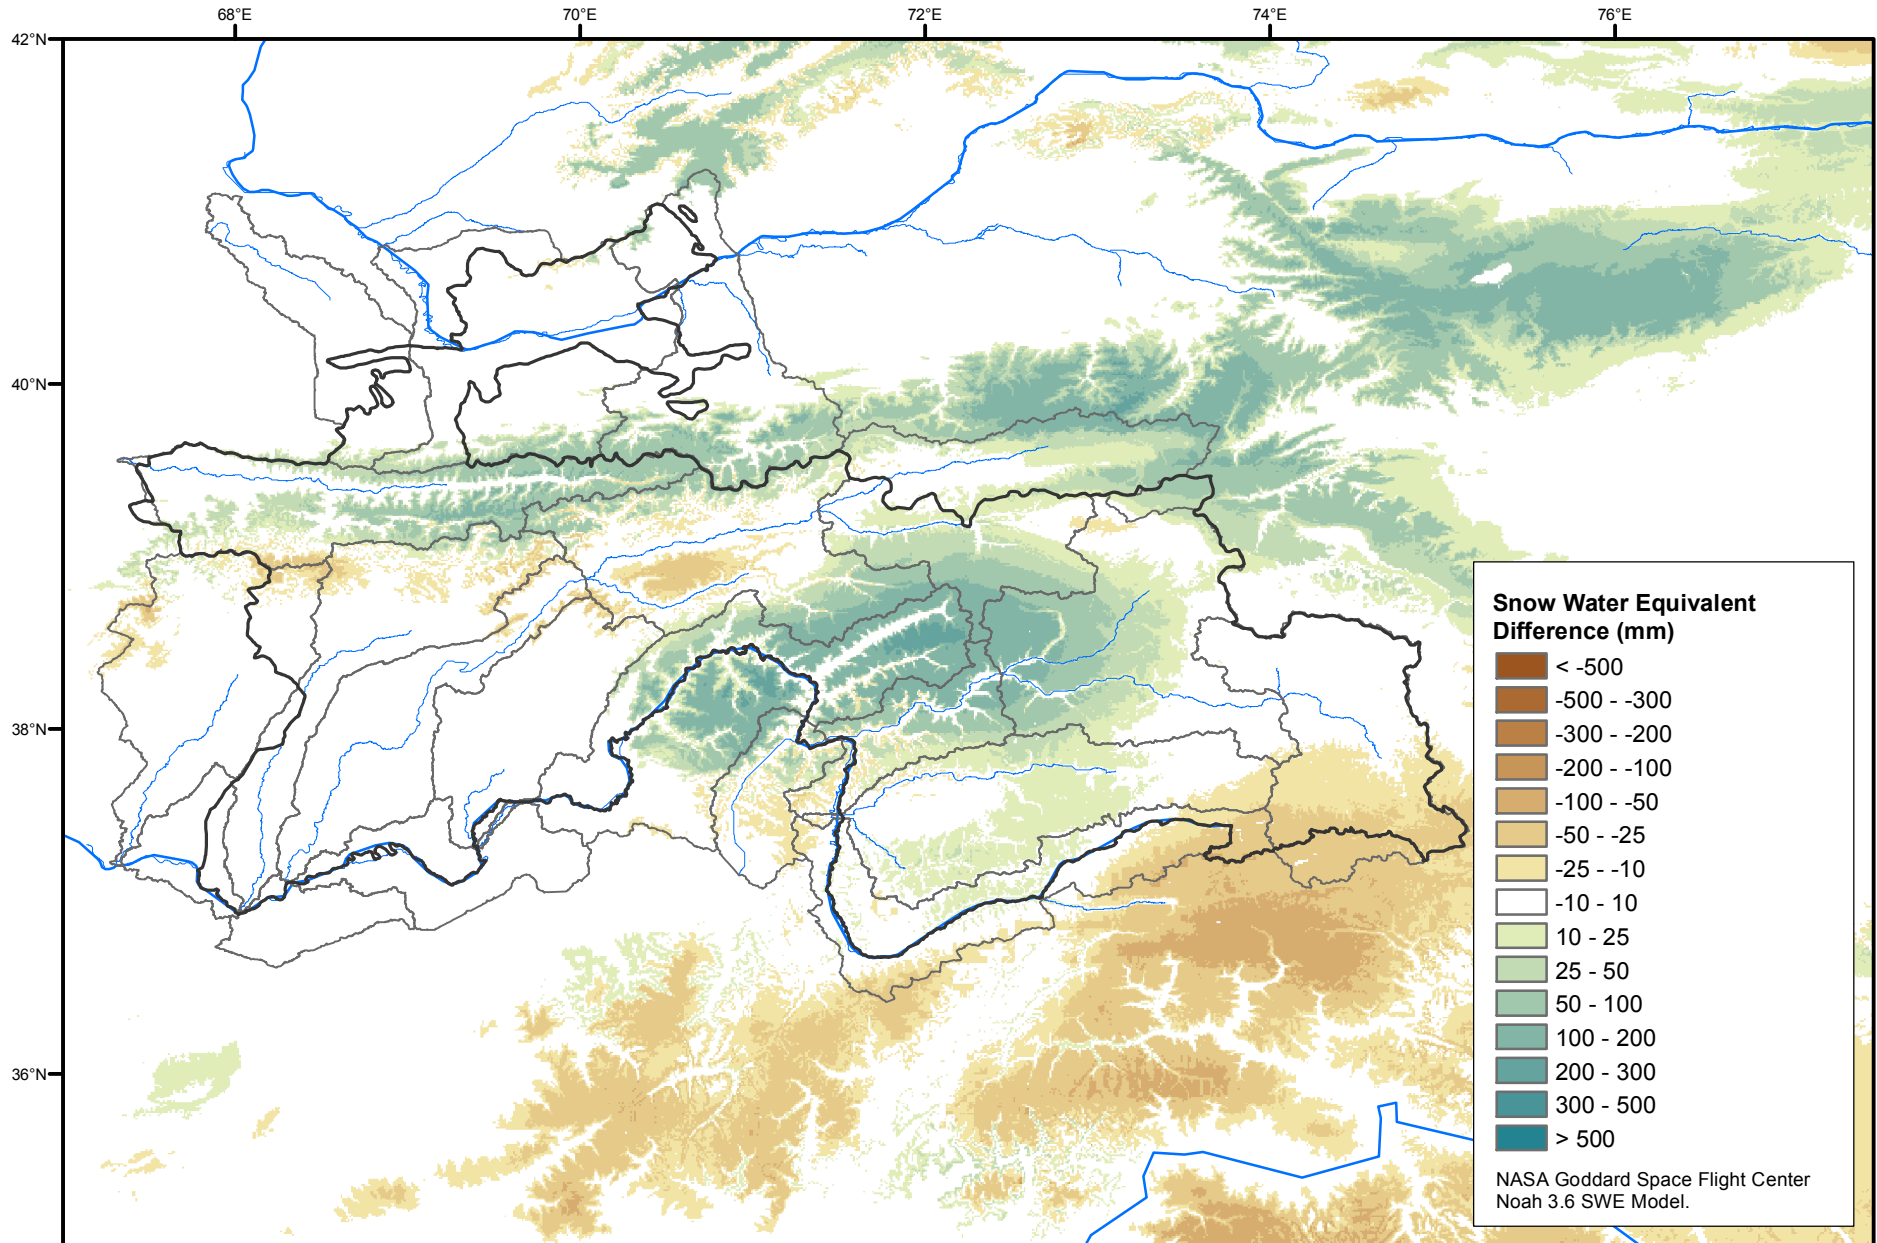 68°E
70°E
72°E
74°E
76°E
42°N
40°N
38°N
36°N
Snow Water Equivalent
Difference (mm)
< -500
-500 - -300
-300 - -200
-200 - -100
-100 - -50
-50 - -25
-25 - -10
-10 - 10
10 - 25
25 - 50
50 - 100
100 - 200
200 - 300
300 - 500
> 500
NASA Goddard Space Flight Center
Noah 3.6 SWE Model.